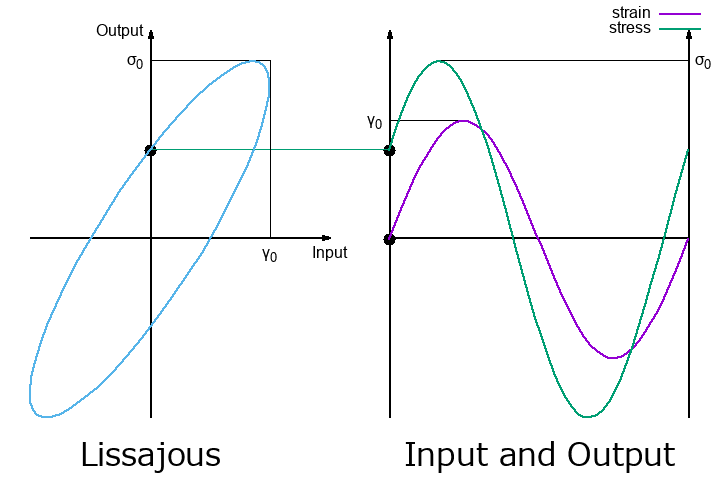 strain
stress
Output
σ0
σ0
γ0
γ0
Input
Lissajous
Input and Output